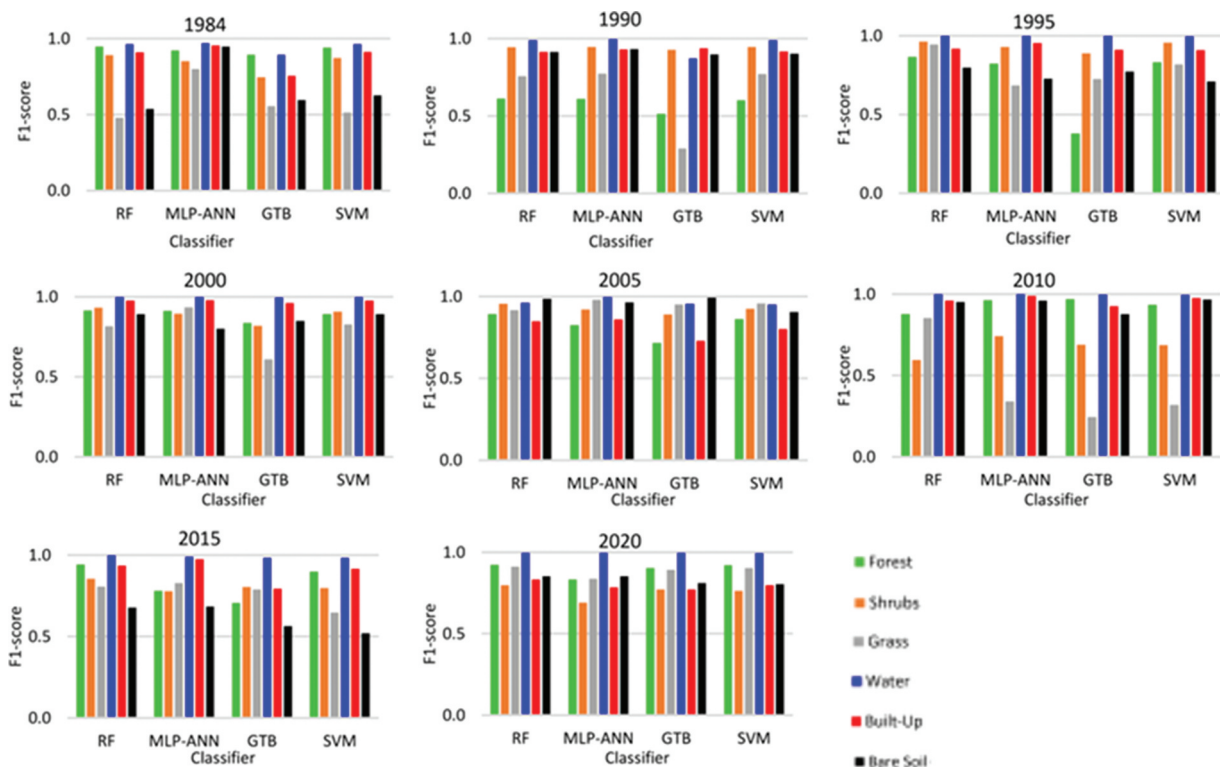 1984
1.0
0.5
0.0
F1-score
RF MLP-ANN GTB SVM
Classifier
1990
1.0
0.5
0.0
F1-score
RF MLP-ANN GTB SVM
Classifier
1995
1.0
0.5
0.0
F1-score
RF MLP-ANN GTB SVM
Classifier
2000
1.0
0.5
0.0
F1-score
RF MLP-ANN GTB SVM
Classifier
2005
1.0
0.5
0.0
F1-score
RF MLP-ANN GTB SVM
Classifier
2010
1.0
0.5
0.0
F1-score
RF MLP-ANN GTB SVM
Classifier
2015
1.0
0.5
0.0
F1-score
RF MLP-ANN GTB SVM
Classifier
2020
1.0
0.5
0.0
F1-score
RF MLP-ANN GTB SVM
Classifier
Forest
Shrubs
Grass
Water
Built-Up
Bare Soil